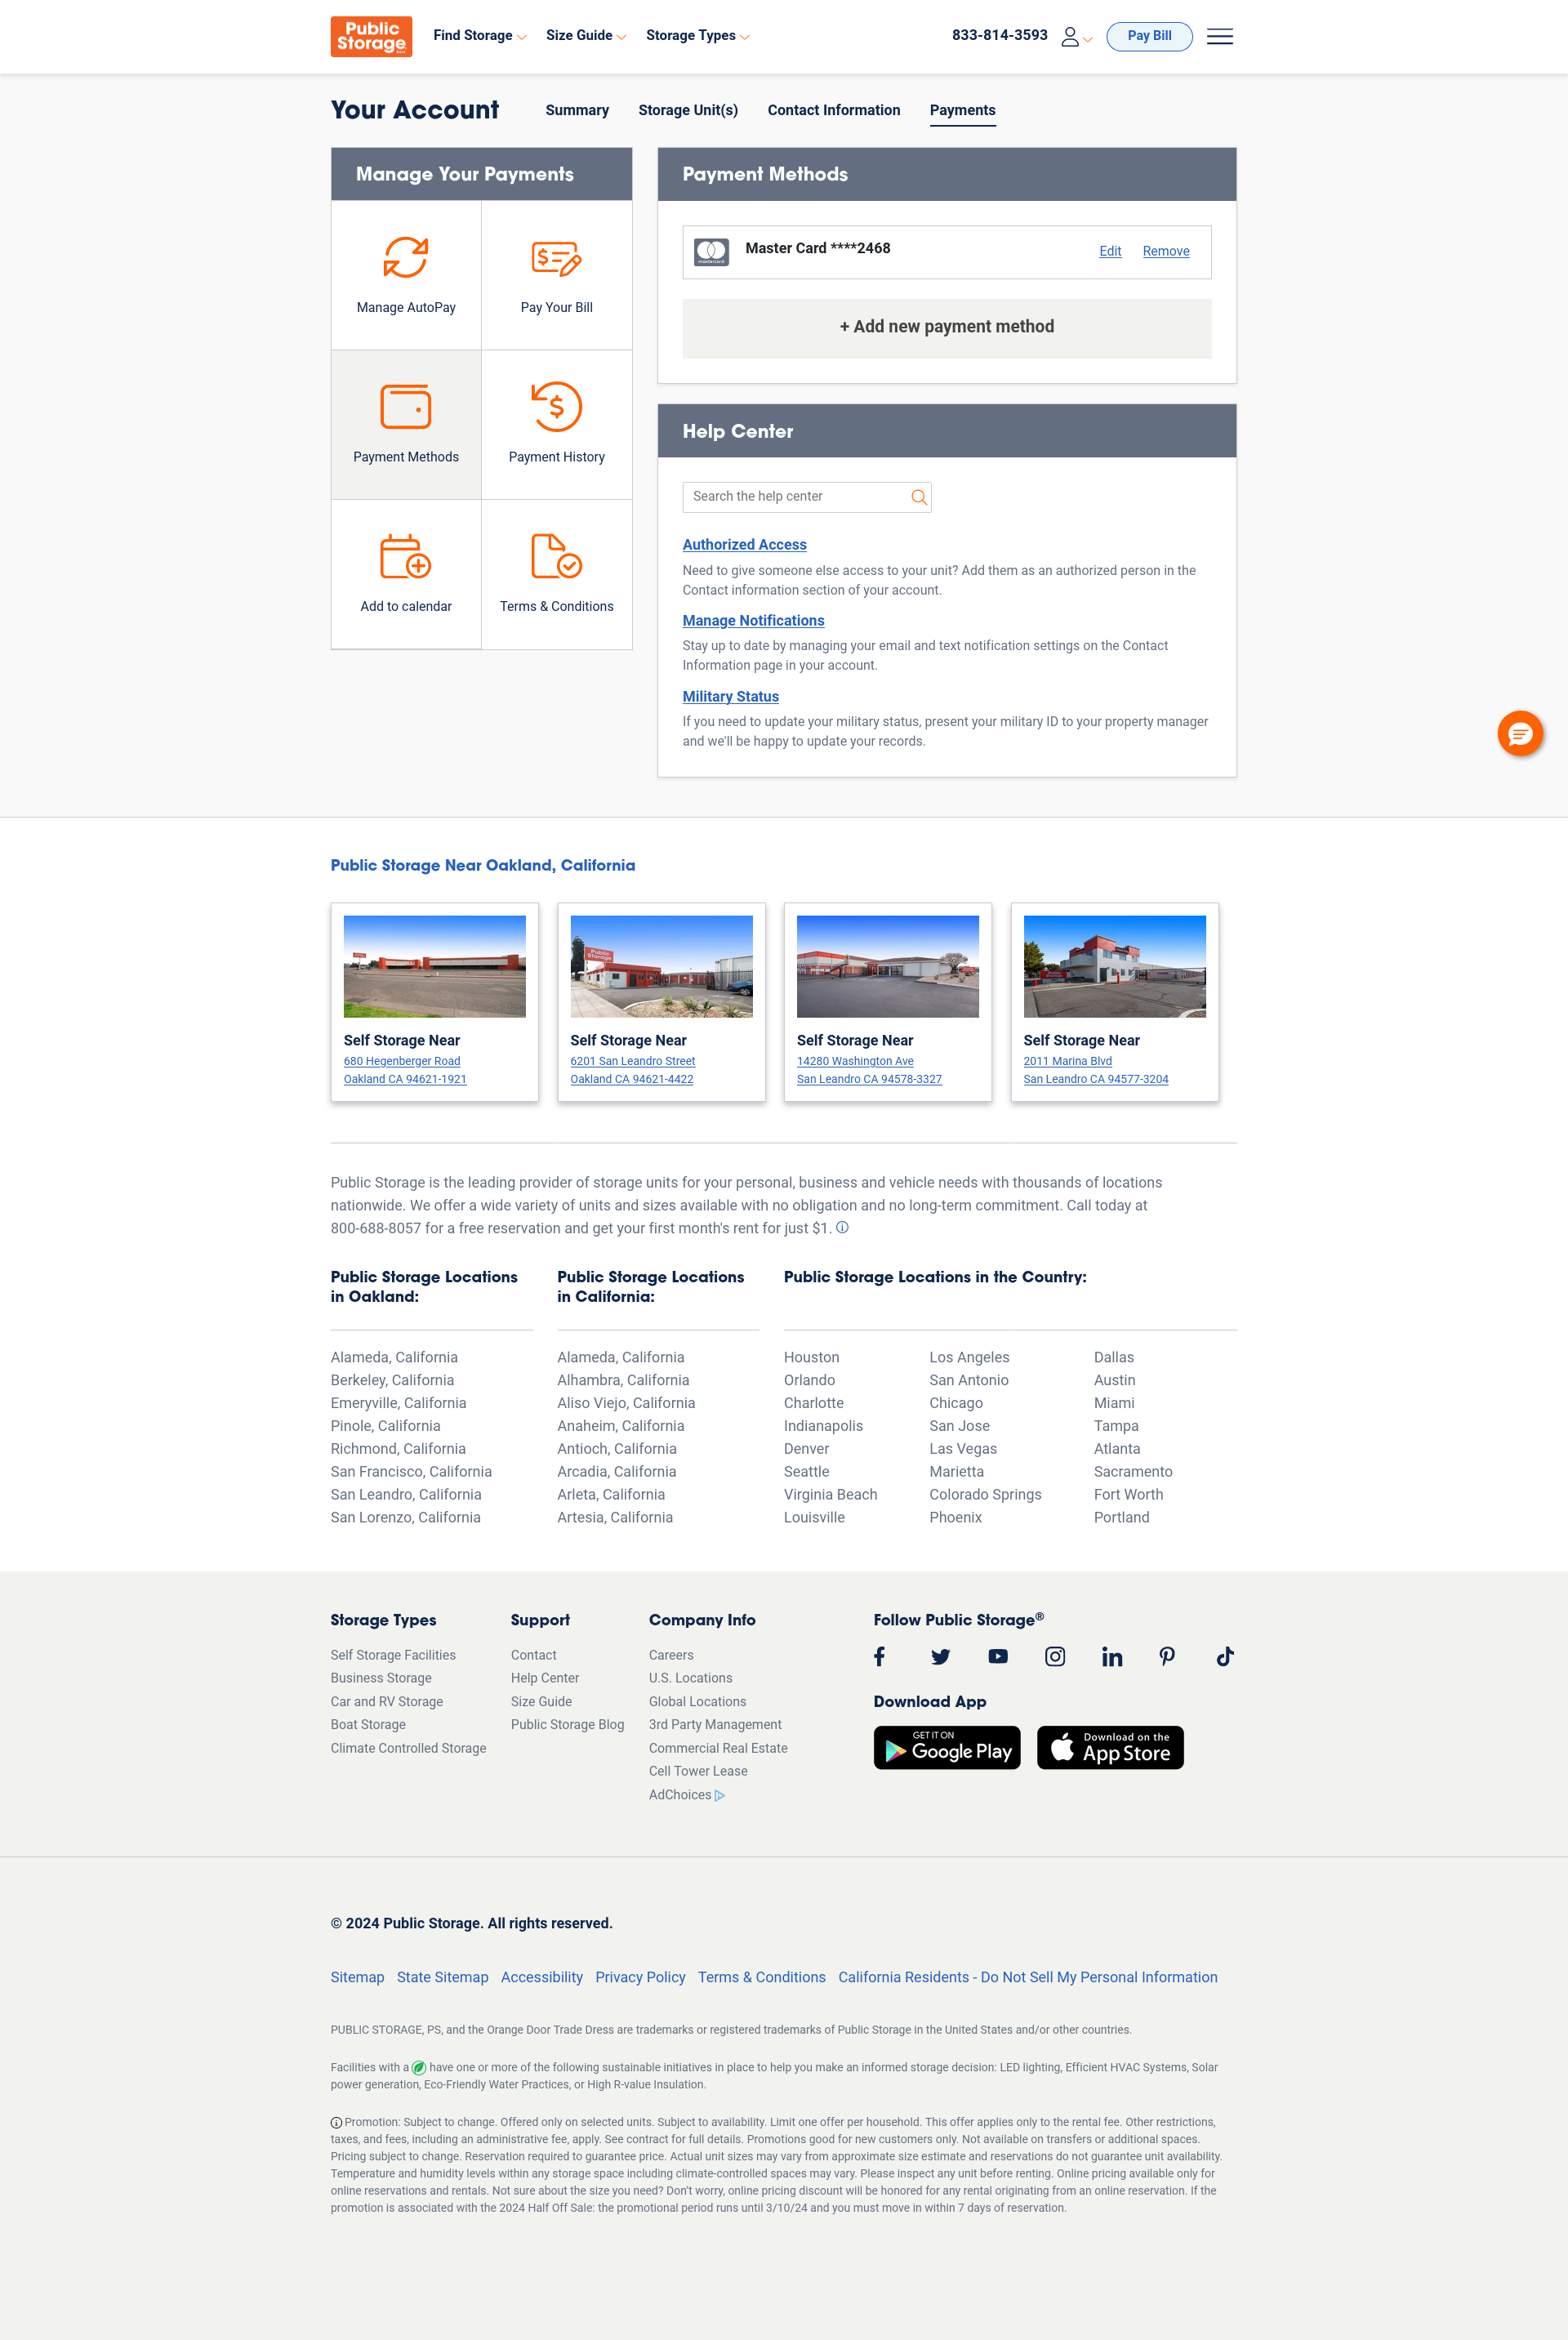 Public
Storage
Find Storage
Size Guide
Storage Types
833-814-3593
Pay Bill
Your Account
Summary
Storage Unit(s)
Contact Information
Payments
Manage Your Payments
Manage AutoPay
Pay Your Bill
Payment Methods
Payment History
Add to calendar
Terms & Conditions
Payment Methods
mastercard
Master Card ****2468
Edit
Remove
+ Add new payment method
Help Center
Search the help center
Authorized Access
Need to give someone else access to your unit? Add them as an authorized person in the
Contact information section of your account.
Manage Notifications
Stay up to date by managing your email and text notification settings on the Contact
Information page in your account.
Military Status
If you need to update your military status, present your military ID to your property manager
and we'll be happy to update your records.
Public Storage Near Oakland, California
Public
Storage
Self Storage Near
680 Hegenberger Road
Oakland CA 94621-1921
Self Storage Near
6201 San Leandro Street
Oakland CA 94621-4422
Self Storage Near
14280 Washington Ave
San Leandro CA 94578-3327
Self Storage Near
2011 Marina Blvd
San Leandro CA 94577-3204
Public Storage is the leading provider of storage units for your personal, business and vehicle needs with thousands of locations
nationwide. We offer a wide variety of units and sizes available with no obligation and no long-term commitment. Call today at
800-688-8057 for a free reservation and get your first month's rent for just $1.
Public Storage Locations
in Oakland:
Alameda, California
Berkeley, California
Emeryville, California
Pinole, California
Richmond, California
San Francisco, California
San Leandro, California
San Lorenzo, California
Public Storage Locations
in California:
Alameda, California
Alhambra, California
Aliso Viejo, California
Anaheim, California
Antioch, California
Arcadia, California
Arleta, California
Artesia, California
Public Storage Locations in the Country:
Houston
Orlando
Charlotte
Indianapolis
Denver
Seattle
Virginia Beach
Louisville
Los Angeles
San Antonio
Chicago
San Jose
Las Vegas
Marietta
Colorado Springs
Phoenix
Dallas
Austin
Miami
Tampa
Atlanta
Sacramento
Fort Worth
Portland
Storage Types
Self Storage Facilities
Business Storage
Car and RV Storage
Boat Storage
Climate Controlled Storage
Support
Contact
Help Center
Size Guide
Public Storage Blog
Company Info
Careers
U.S. Locations
Global Locations
3rd Party Management
Commercial Real Estate
Cell Tower Lease
AdChoices
Follow Public Storage®
Download App
GET IT ON
Google Play
Download on the
App Store
© 2024 Public Storage. All rights reserved.
Sitemap State Sitemap Accessibility Privacy Policy Terms & Conditions California Residents - Do Not Sell My Personal Information
PUBLIC STORAGE, PS, and the Orange Door Trade Dress are trademarks or registered trademarks of Public Storage in the United States and/or other countries.
Facilities with a have one or more of the following sustainable initiatives in place to help you make an informed storage decision: LED lighting, Efficient HVAC Systems, Solar
power generation, Eco-Friendly Water Practices, or High R-value Insulation.
Promotion: Subject to change. Offered only on selected units. Subject to availability. Limit one offer per household. This offer applies only to the rental fee. Other restrictions,
taxes, and fees, including an administrative fee, apply. See contract for full details. Promotions good for new customers only. Not available on transfers or additional spaces.
Pricing subject to change. Reservation required to guarantee price. Actual unit sizes may vary from approximate size estimate and reservations do not guarantee unit availability.
Temperature and humidity levels within any storage space including climate-controlled spaces may vary. Please inspect any unit before renting. Online pricing available only for
online reservations and rentals. Not sure about the size you need? Don't worry, online pricing discount will be honored for any rental originating from an online reservation. If the
promotion is associated with the 2024 Half Off Sale: the promotional period runs until 3/10/24 and you must move in within 7 days of reservation.